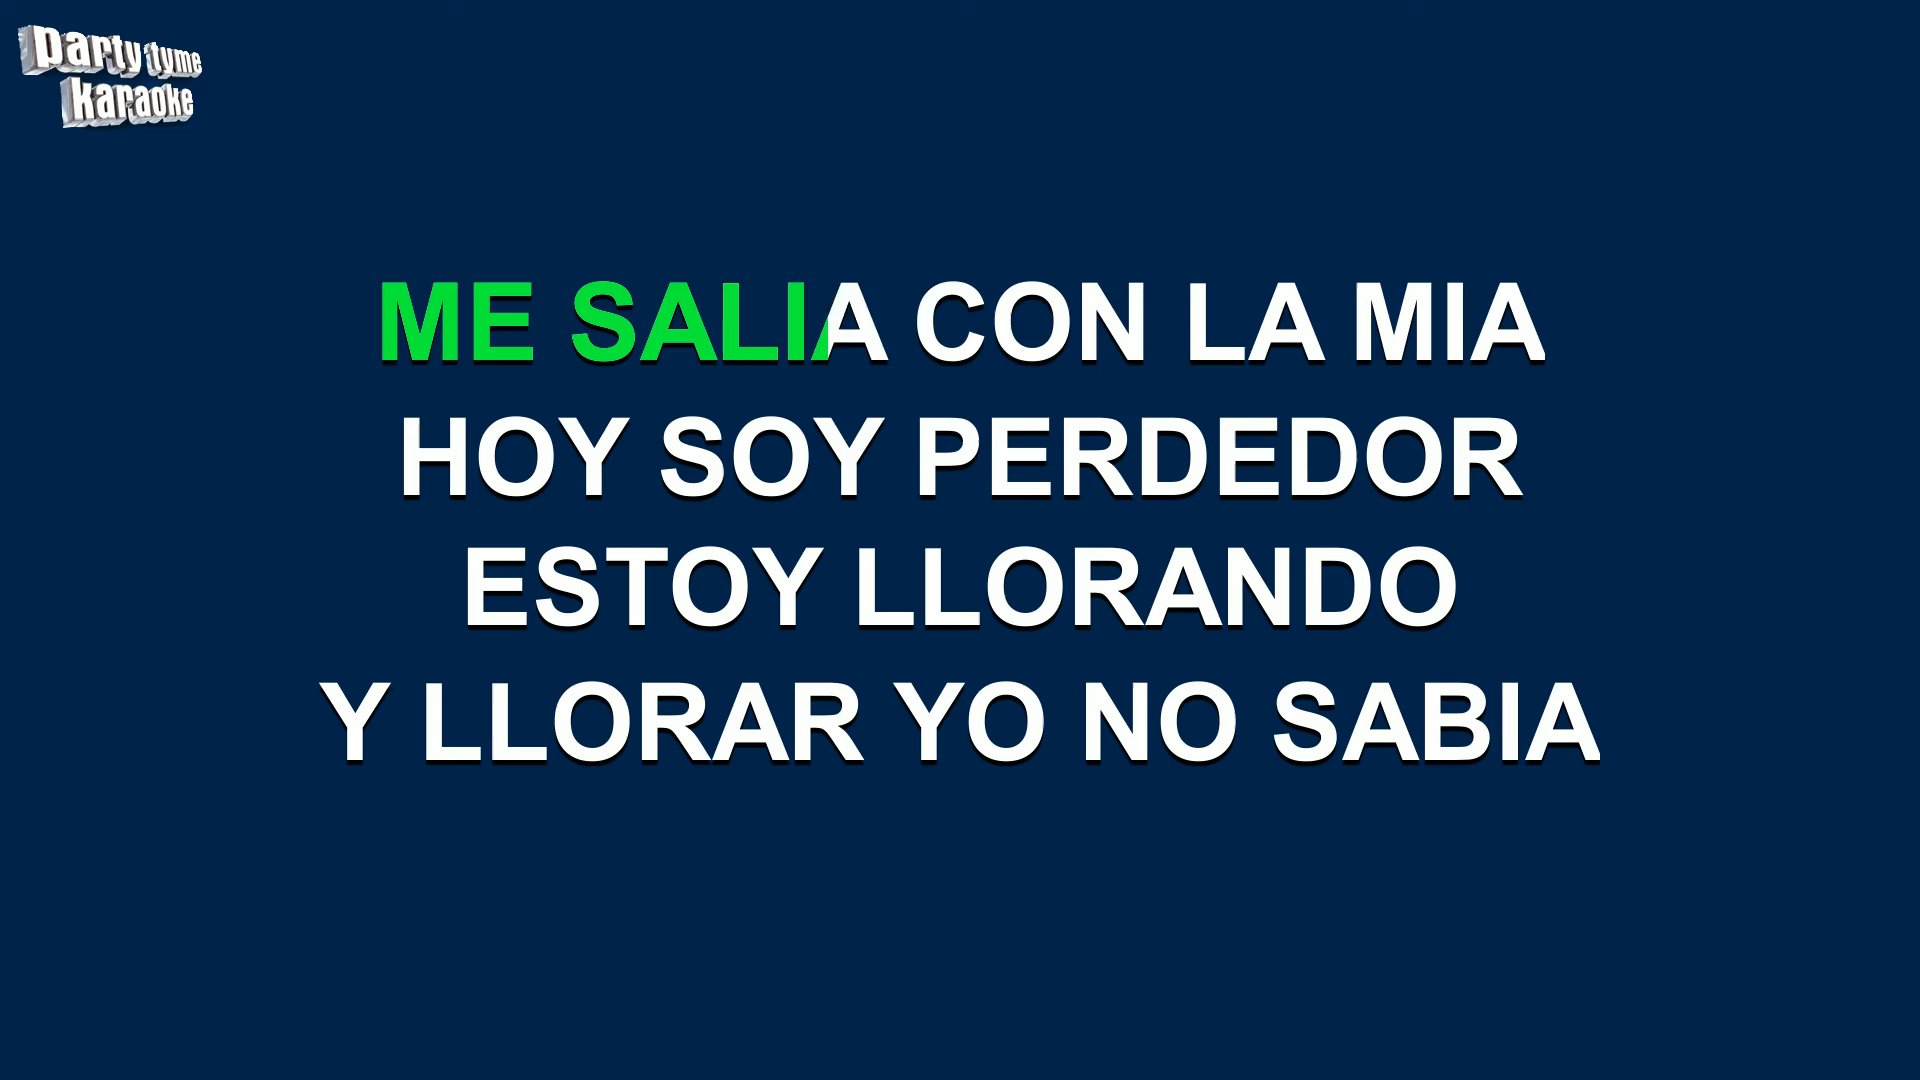 party tyme
karaoke
ME SALIA CON LA MIA
HOY SOY PERDEDOR
ESTOY LLORANDO
Y LLORAR YO NO SABIA